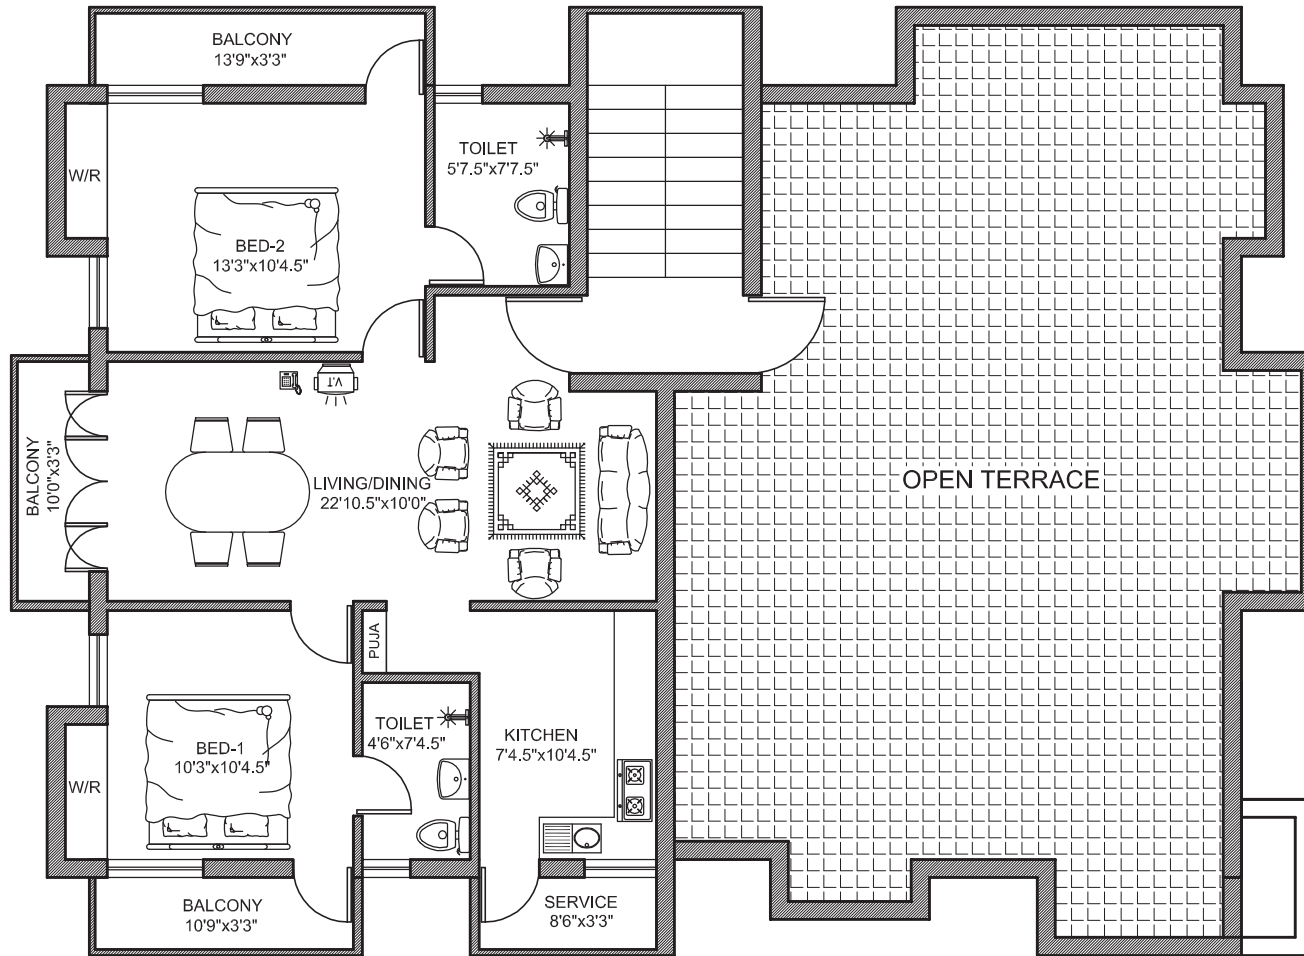 BALCONY
13'9"x3'3"
TOILET
5'7.5"x7'7.5"
W/R
BED-2
13'3"x10'4.5"
V.T
BALCONY
10'0"x3'3"
LIVING/DINING
22'10.5"x10'0"
OPEN TERRACE
PUJA
TOILET
4'6"x7'4.5"
KITCHEN
7'4.5"x10'4.5"
BED-1
10'3"x10'4.5"
W/R
BALCONY
10'9"x3'3"
SERVICE
8'6"x3'3"